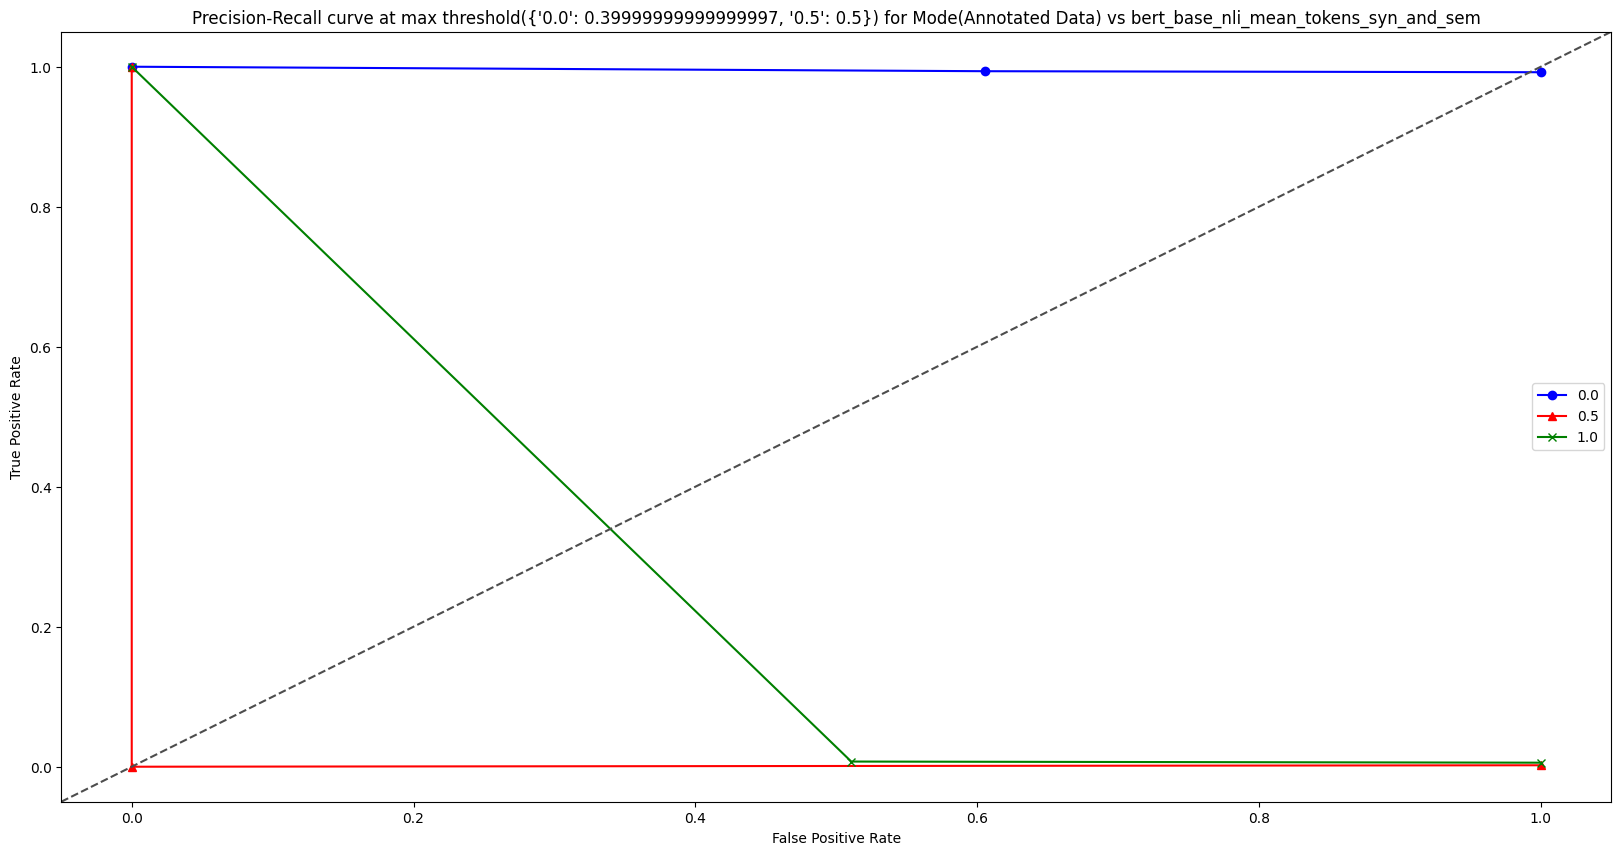 Precision-Recall curve at max threshold({'0.0': 0.39999999999999997, '0.5': 0.5}) for Mode(Annotated Data) vs bert_base_nli_mean_tokens_syn_and_sem
1.0
0.8
0.6
0.4
0.2
0.0
True Positive Rate
0.0
0.5
1.0
0.0 0.2 0.4 0.6 0.8 1.0
False Positive Rate